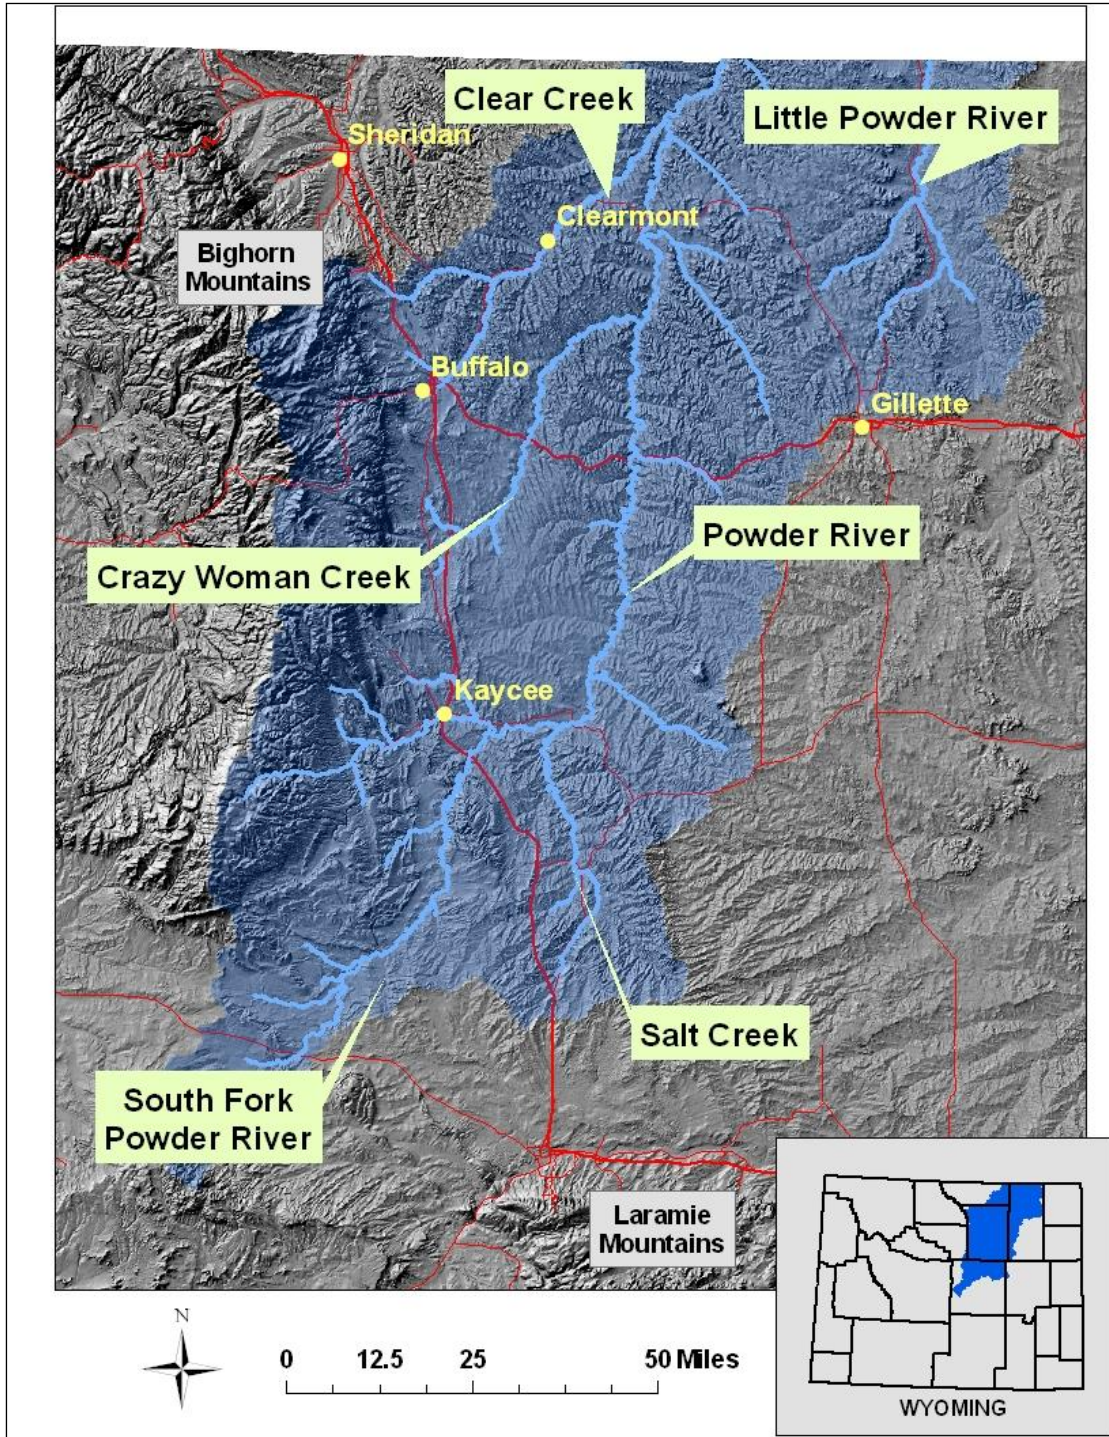 Clear Creek
Little Powder River
Sheridan
Clearmont
Bighorn
Mountains
Buffalo
Gillette
Powder River
Crazy Woman Creek
Kaycee
Salt Creek
South Fork
Powder River
Laramie
Mountains
N
0 12.5 25 50 Miles
WYOMING